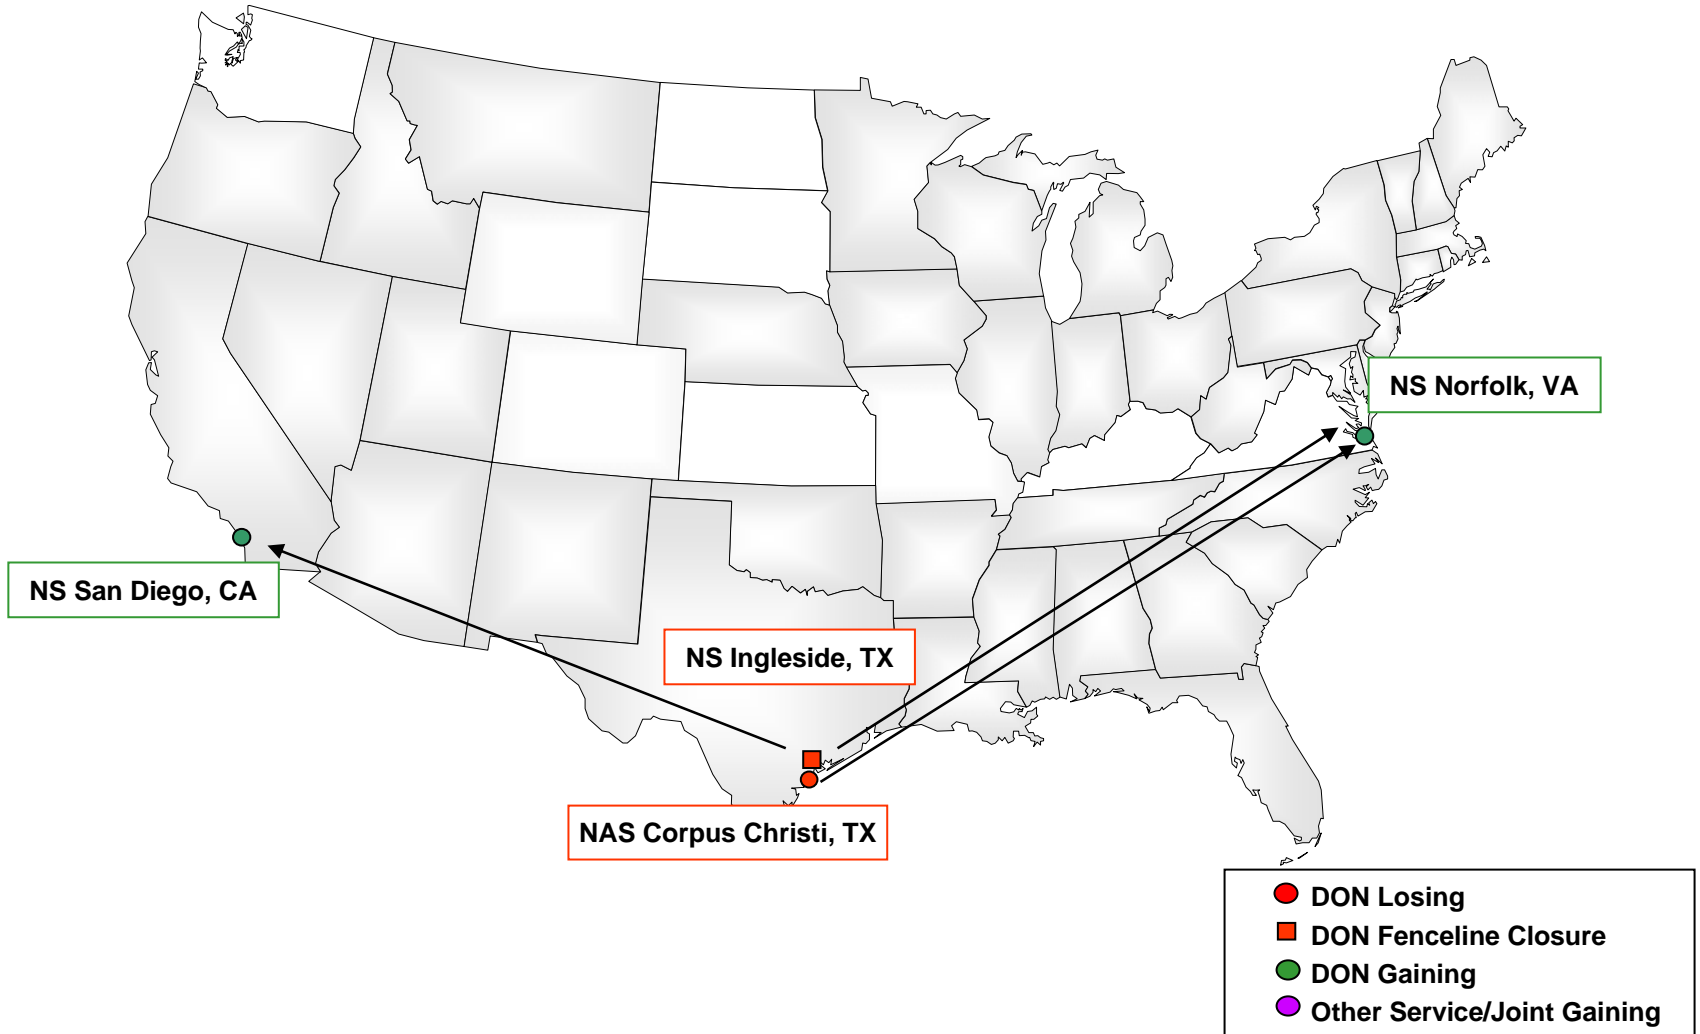 NS Norfolk, VA
NS San Diego, CA
NS Ingleside, TX
NAS Corpus Christi, TX
DON Losing
DON Fenceline Closure
DON Gaining
Other Service/Joint Gaining